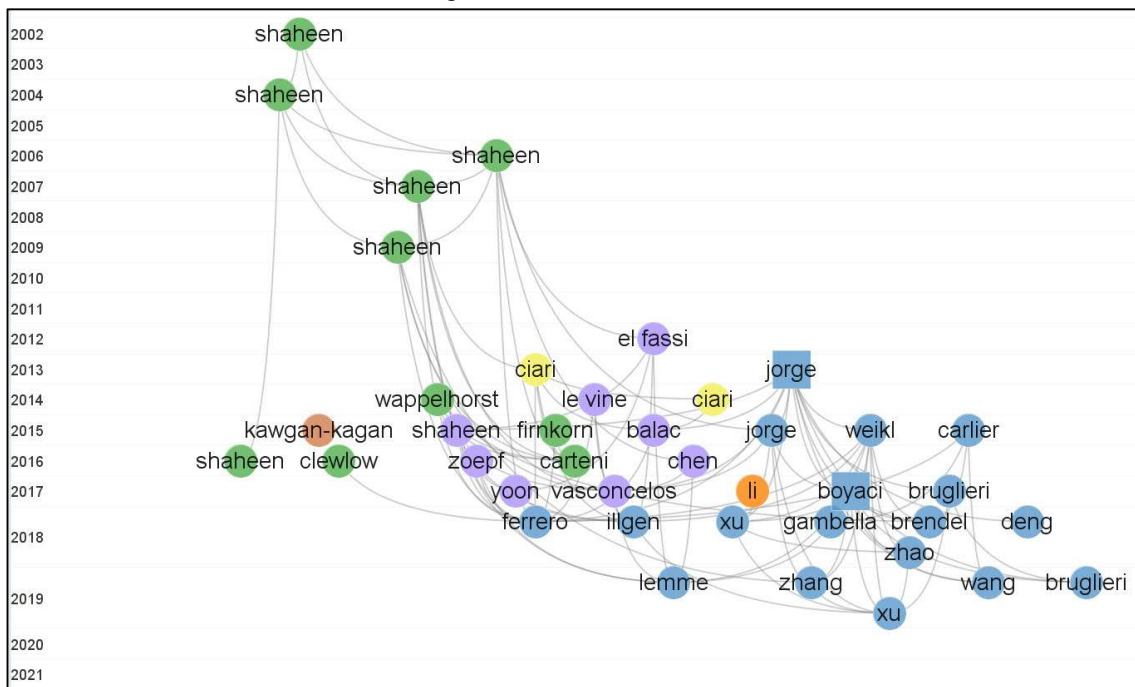 2002
shaheen
2003
2004
shaheen
2005
2006
shaheen
2007
shaheen
2008
2009
shaheen
2010
2011
2012
el fassi
2013
ciari
jorge
2014
wappelhorst
le vine
ciari
2015
kawgan-kagan
shaheen
firnkorn
balac
jorge
weikl
carlier
2016
shaheen
clewlow
zoepf
carteni
chen
2017
yoon
vasconcelos
li
boyaci
bruglieri
2018
ferrero
illgen
xu
gambella
brendel
deng
zhao
2019
lemme
zhang
wang
bruglieri
xu
2020
2021